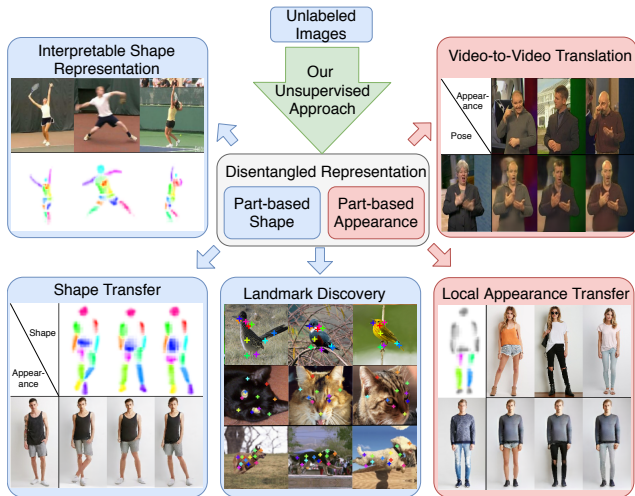 Unlabeled
Images
Our
Unsupervised
Approach
Interpretable Shape
Representation
Video-to-Video Translation
Appear-
ance
Pose
Disentangled Representation
Part-based
Shape
Part-based
Appearance
Shape Transfer
Shape
Appear-
ance
Landmark Discovery
Local Appearance Transfer